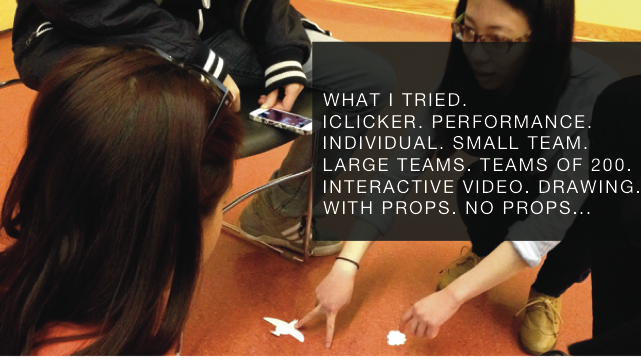 WHAT I TRIED.
ICLICKER. PERFORMANCE.
INDIVIDUAL. SMALL TEAM.
LARGE TEAMS. TEAMS OF 200.
INTERACTIVE VIDEO. DRAWING.
WITH PROPS. NO PROPS...